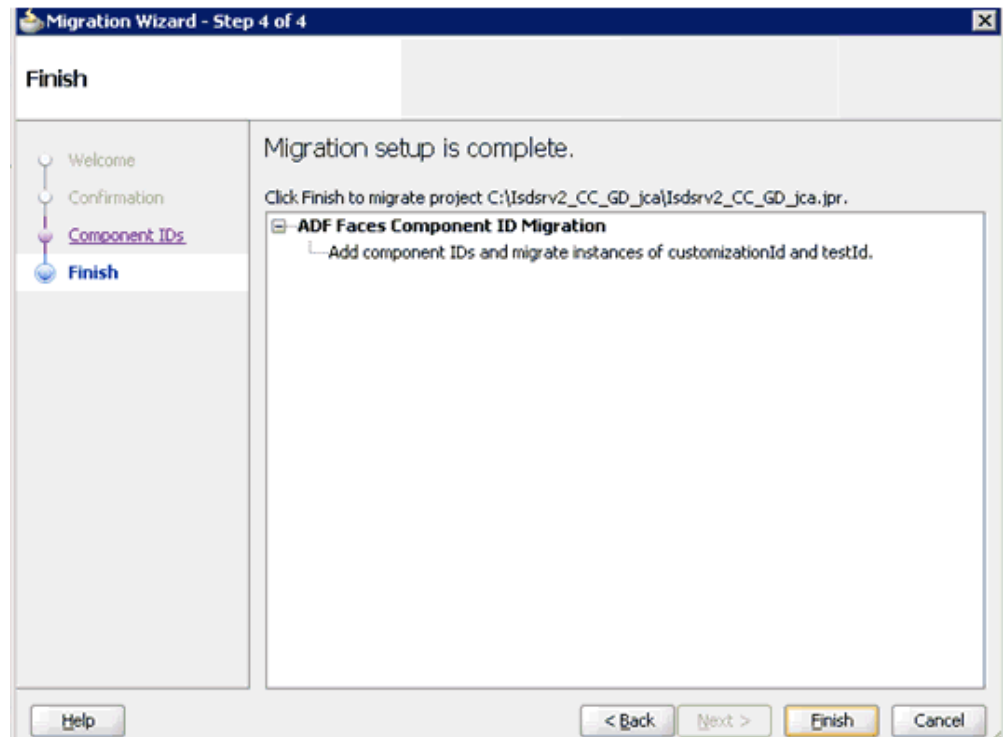 Migration Wizard - Step 4 of 4
Finish
Welcome
Confirmation
Component IDs
Finish
Migration setup is complete.
Click Finish to migrate project C:\Isdsrv2_CC_GD_jca\Isdsrv2_CC_GD_jca.jpr.
ADF Faces Component ID Migration
Add component IDs and migrate instances of customizationId and testId.
Help
< Back
Next >
Finish
Cancel